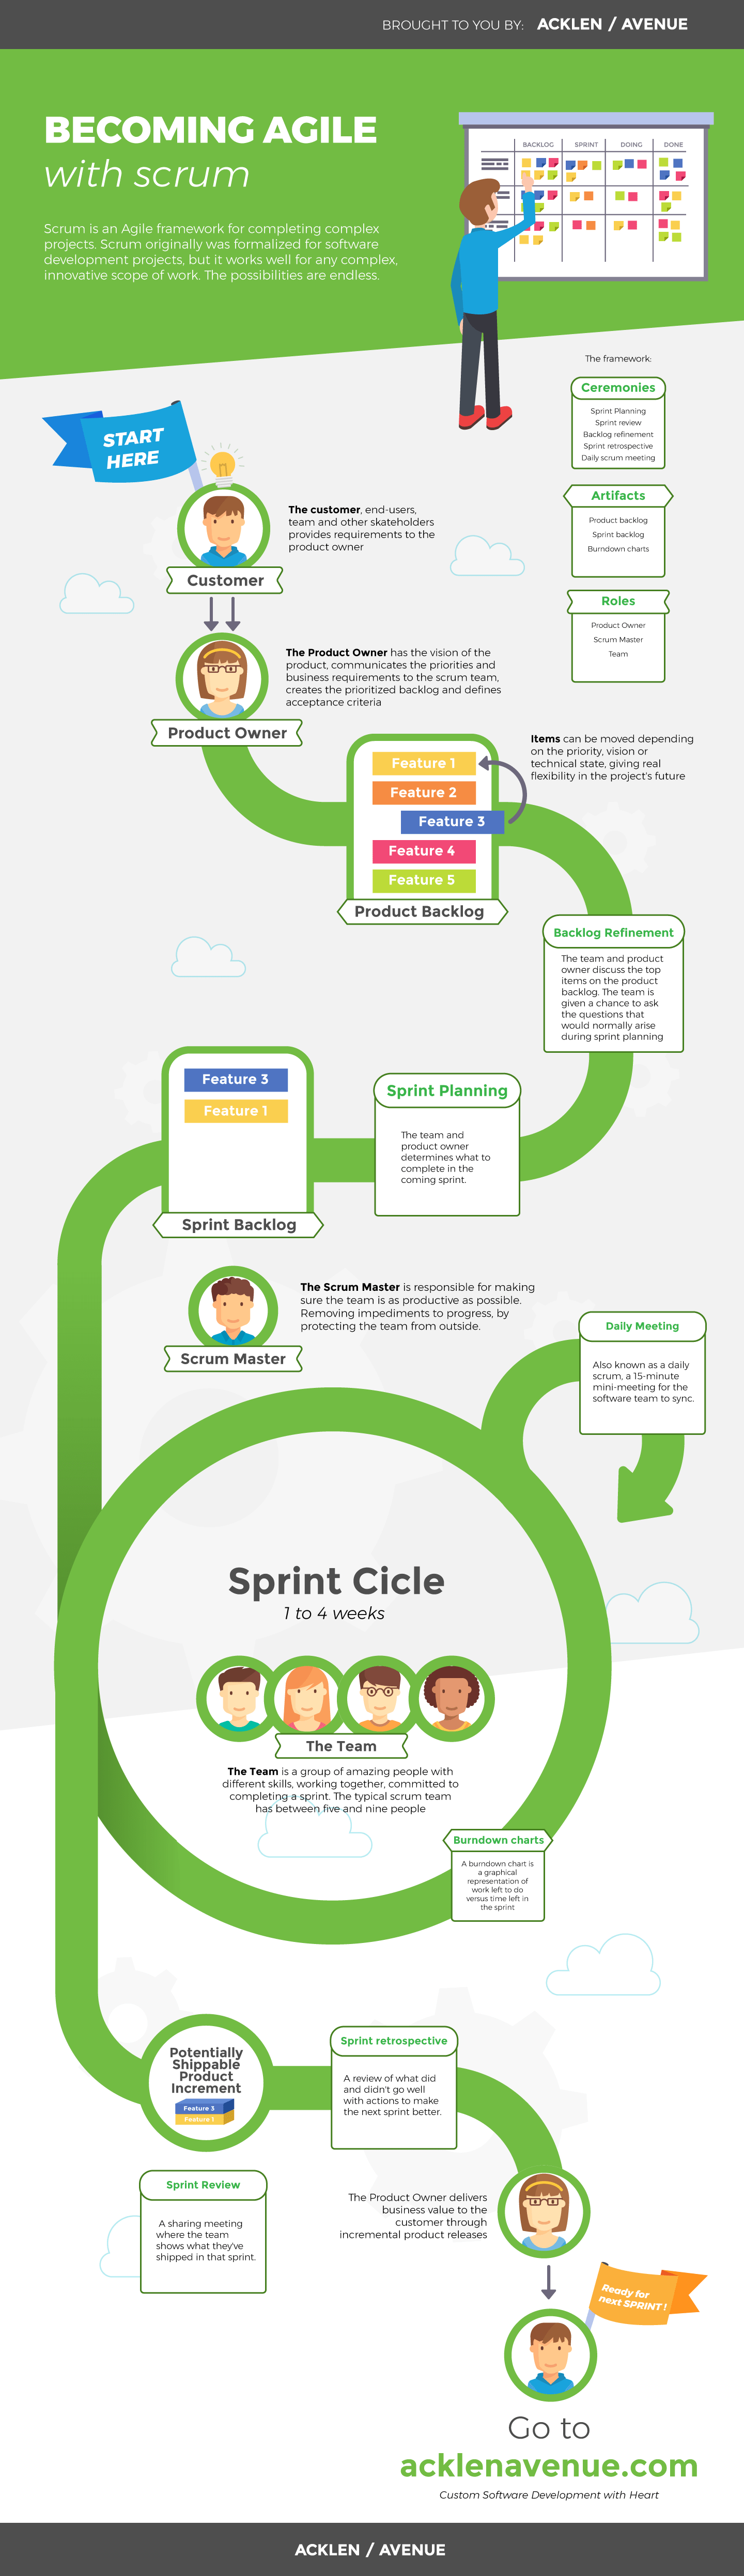 BROUGHT TO YOU BY: ACKLEN / AVENUE
BECOMING AGILE
with scrum
Scrum is an Agile framework for completing complex
projects. Scrum originally was formalized for software
development projects, but it works well for any complex,
innovative scope of work. The possibilities are endless.
BACKLOG SPRINT DOING DONE
The framework:
Ceremonies
Sprint Planning
Sprint review
Backlog refinement
Sprint retrospective
Daily scrum meeting
Artifacts
Product backlog
Sprint backlog
Burndown charts
Roles
Product Owner
Scrum Master
Team
START
HERE
The customer, end-users,
team and other skateholders
provides requirements to the
product owner
Customer
The Product Owner has the vision of the
product, communicates the priorities and
business requirements to the scrum team,
creates the prioritized backlog and defines
acceptance criteria
Product Owner
Items can be moved depending
on the priority, vision or
technical state, giving real
flexibility in the project's future
Feature 1
Feature 2
Feature 3
Feature 4
Feature 5
Product Backlog
Backlog Refinement
The team and product
owner discuss the top
items on the product
backlog. The team is
given a chance to ask
the questions that
would normally arise
during sprint planning
Sprint Planning
The team and
product owner
determines what to
complete in the
coming sprint.
Feature 3
Feature 1
Sprint Backlog
The Scrum Master is responsible for making
sure the team is as productive as possible.
Removing impediments to progress, by
protecting the team from outside.
Scrum Master
Daily Meeting
Also known as a daily
scrum, a 15-minute
mini-meeting for the
software team to sync.
Sprint Cicle
1 to 4 weeks
The Team
The Team is a group of amazing people with
different skills, working together, committed to
completing a sprint. The typical scrum team
has between five and nine people
Burndown charts
A burndown chart is
a graphical
representation of
work left to do
versus time left in
the sprint
Potentially
Shippable
Product
Increment
Feature 3
Feature 1
Sprint retrospective
A review of what did
and didn't go well
with actions to make
the next sprint better.
Sprint Review
A sharing meeting
where the team
shows what they've
shipped in that sprint.
The Product Owner delivers
business value to the
customer through
incremental product releases
Ready for
next SPRINT !
Go to
acklenavenue.com
Custom Software Development with Heart
ACKLEN / AVENUE